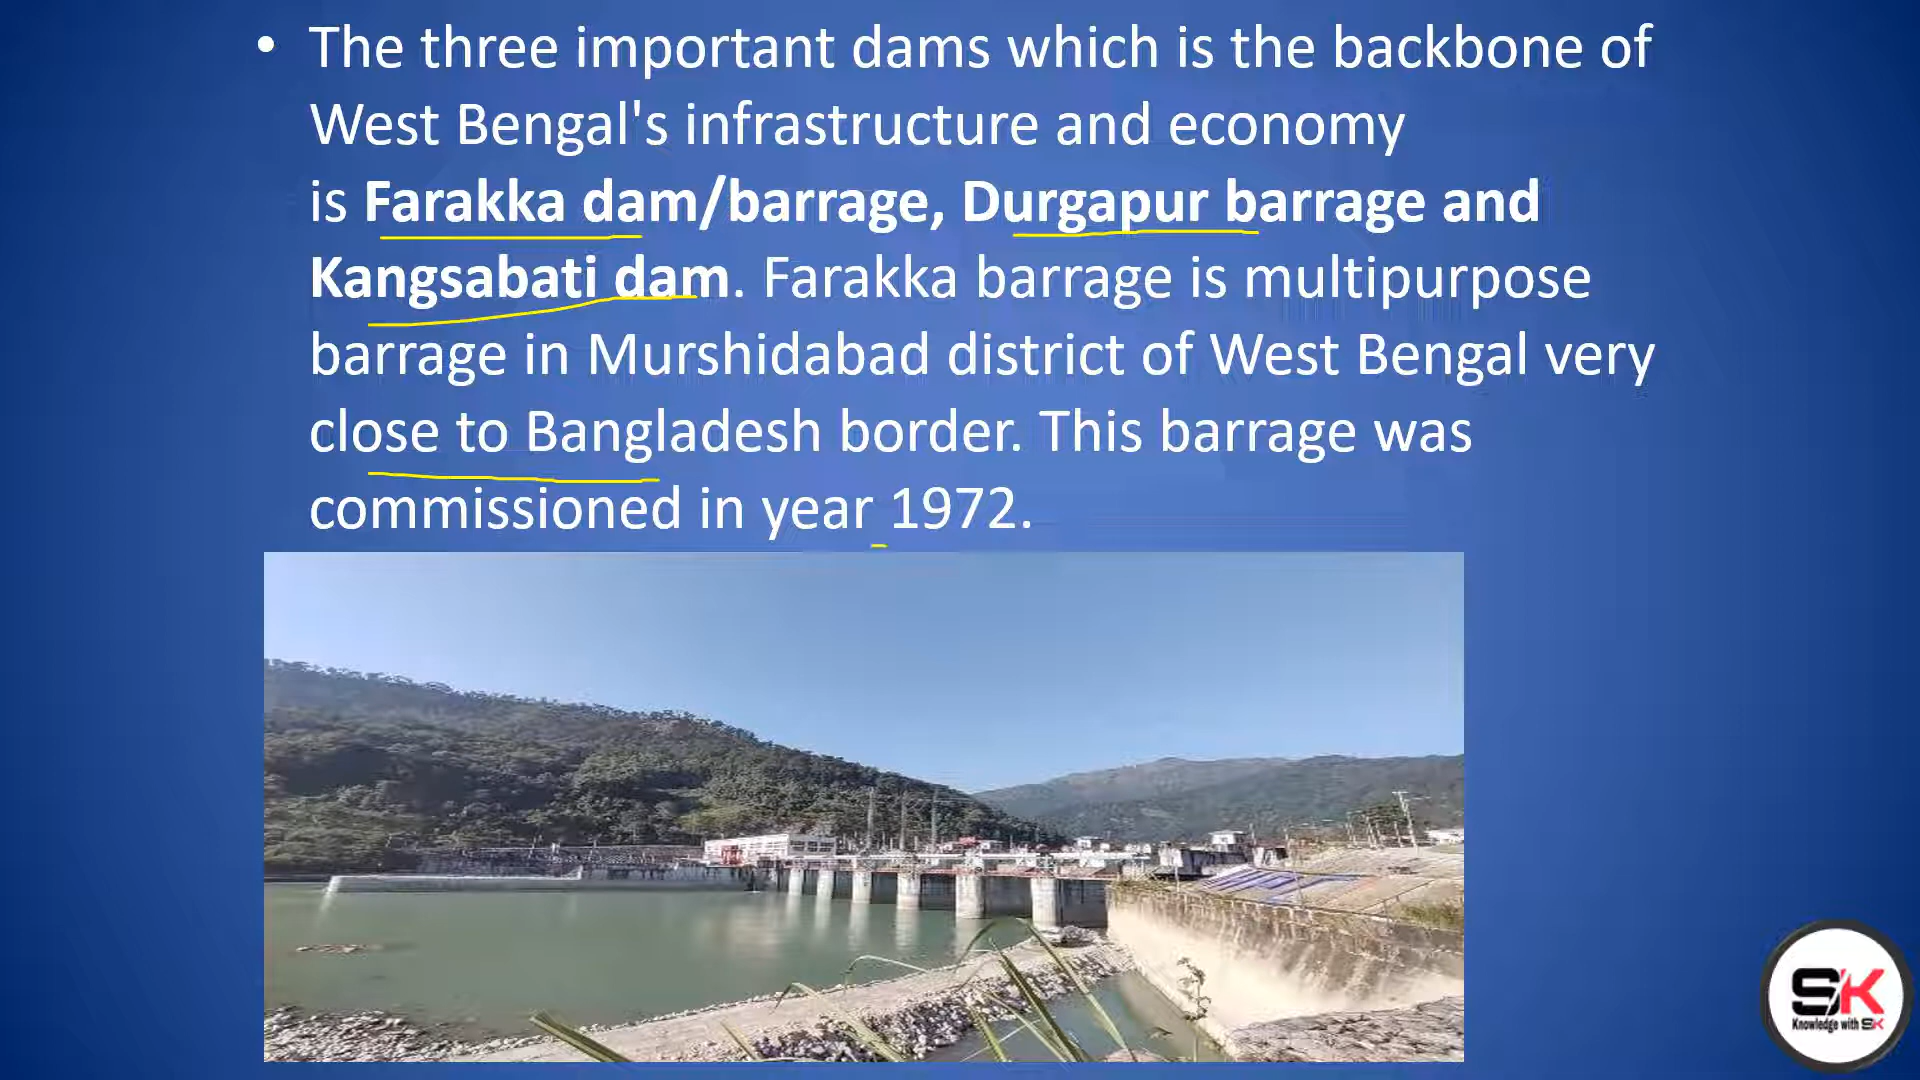 • The three important dams which is the backbone of
West Bengal's infrastructure and economy
is Farakka dam/barrage, Durgapur barrage and
Kangsabati dam. Farakka barrage is multipurpose
barrage in Murshidabad district of West Bengal very
close to Bangladesh border. This barrage was
commissioned in year 1972.
SK
Knowledge with SK